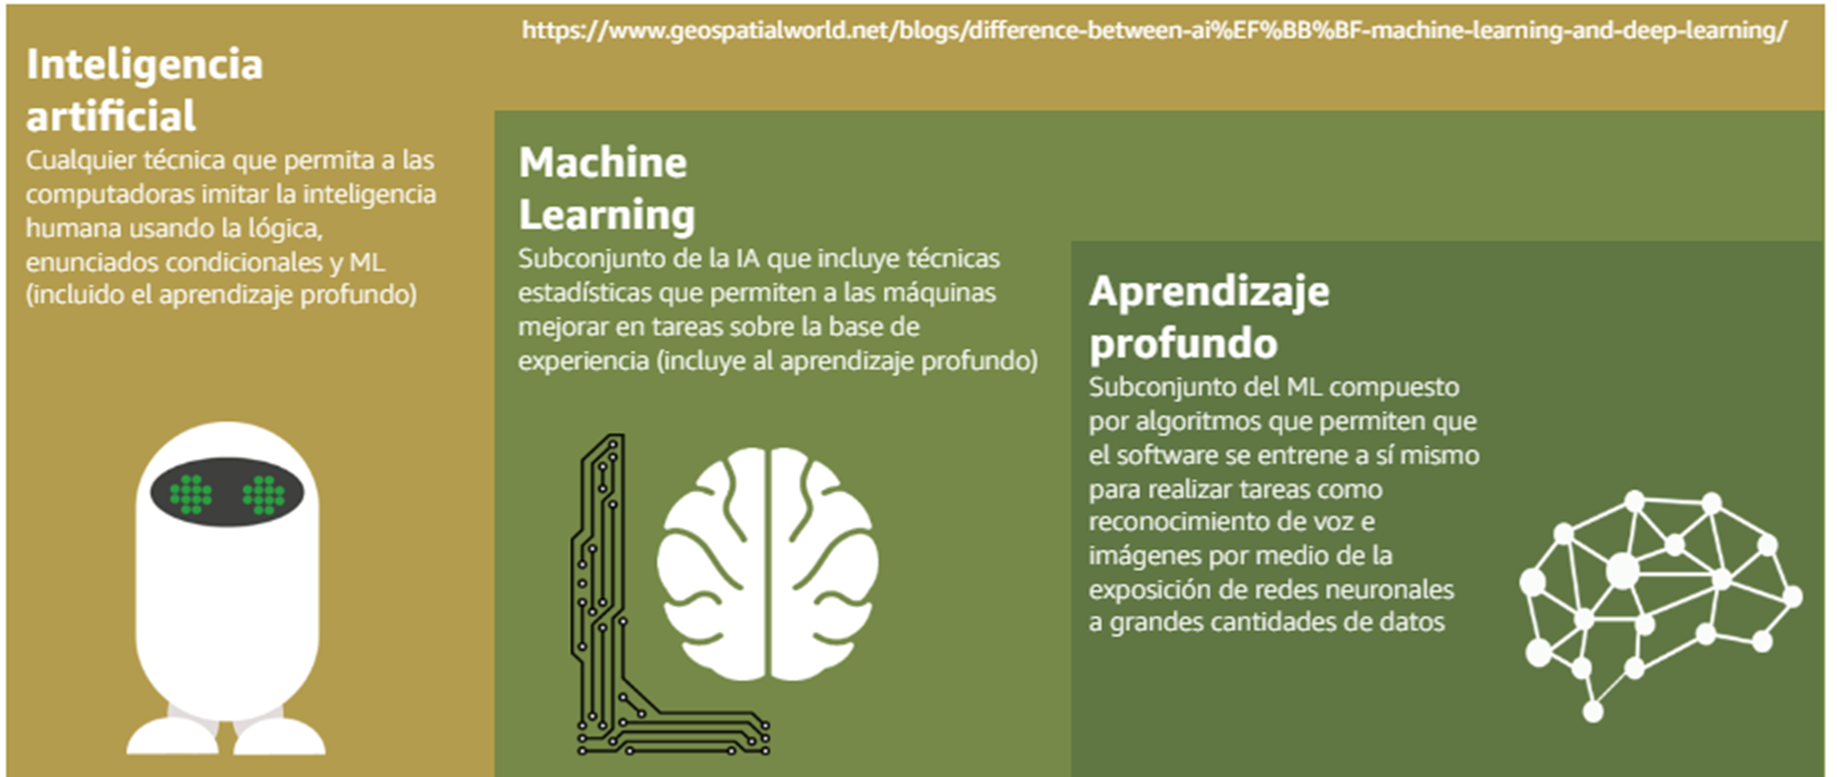 https://www.geospatialworld.net/blogs/difference-between-ai%EF%BB%BF-machine-learning-and-deep-learning/
Inteligencia
artificial
Cualquier técnica que permita a las
computadoras imitar la inteligencia
humana usando la lógica,
enunciados condicionales y ML
(incluido el aprendizaje profundo)
Machine
Learning
Subconjunto de la IA que incluye técnicas
estadísticas que permiten a las máquinas
mejorar en tareas sobre la base de
experiencia (incluye al aprendizaje profundo)
Aprendizaje
profundo
Subconjunto del ML compuesto
por algoritmos que permiten que
el software se entrene a sí mismo
para realizar tareas como
reconocimiento de voz e
imágenes por medio de la
exposición de redes neuronales
a grandes cantidades de datos